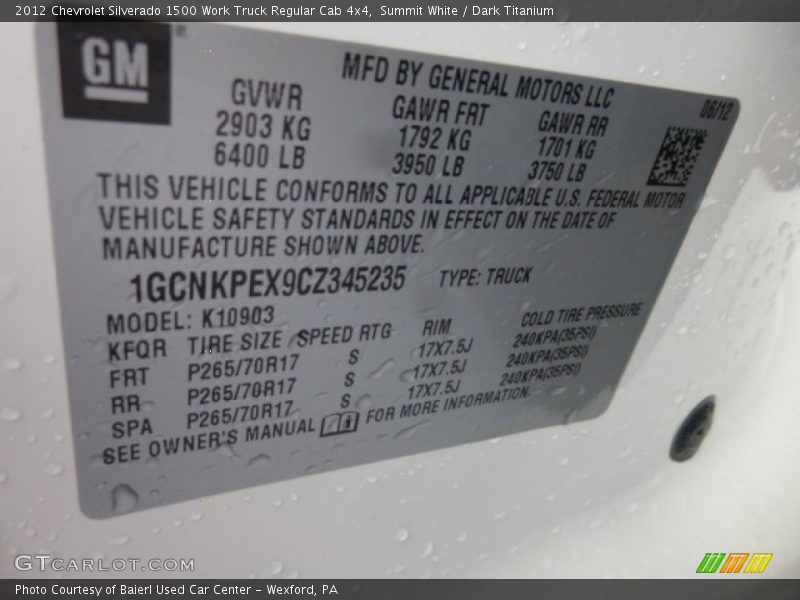 2012 Chevrolet Silverado 1500 Work Truck Regular Cab 4x4, Summit White / Dark Titanium
GM
MFD BY GENERAL MOTORS LLC
06/12
GVWR GAWR FRT GAWR RR
2903 KG 1792 KG 1701 KG
6400 LB 3950 LB 3750 LB
THIS VEHICLE CONFORMS TO ALL APPLICABLE U.S. FEDERAL MOTOR
VEHICLE SAFETY STANDARDS IN EFFECT ON THE DATE OF
MANUFACTURE SHOWN ABOVE.
1GCNKPEX9CZ345235 TYPE: TRUCK
MODEL: K10903
KFQR TIRE SIZE SPEED RTG RIM COLD TIRE PRESSURE
FRT P265/70R17 S 17X7.5J 240KPA(35PSI)
RR P265/70R17 S 17X7.5J 240KPA(35PSI)
SPA P265/70R17 S 17X7.5J 240KPA(35PSI)
SEE OWNER'S MANUAL FOR MORE INFORMATION.
GTCARLOT.COM
Photo Courtesy of Baierl Used Car Center - Wexford, PA